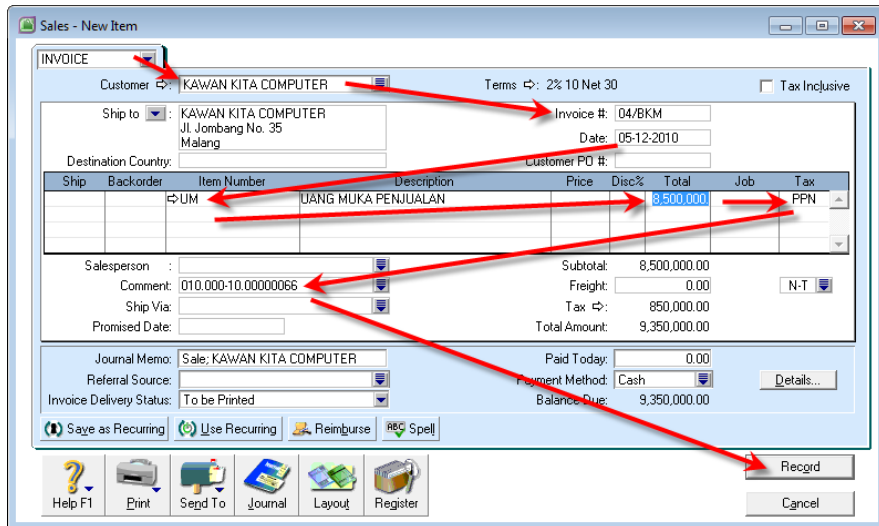 Sales - New Item
INVOICE
Customer ⇨: KAWAN KITA COMPUTER Terms ⇨: 2% 10 Net 30 Tax Inclusive
Ship to : KAWAN KITA COMPUTER Invoice #: 04/BKM
Jl. Jombang No. 35
Malang Date: 05-12-2010
Destination Country: Customer PO #:
Ship Backorder Item Number Description Price Disc% Total Job Tax
⇨UM UANG MUKA PENJUALAN 8,500,000. PPN
Salesperson : Subtotal: 8,500,000.00
Comment: 010.000-10.00000066 Freight: 0.00 N-T
Ship Via: Tax ⇨: 850,000.00
Promised Date: Total Amount: 9,350,000.00
Journal Memo: Sale; KAWAN KITA COMPUTER Paid Today: 0.00
Referral Source: Payment Method: Cash Details...
Invoice Delivery Status: To be Printed Balance Due: 9,350,000.00
Save as Recurring Use Recurring Reimburse ABC Spell
Record
Help F1 Print Send To Journal Layout Register Cancel